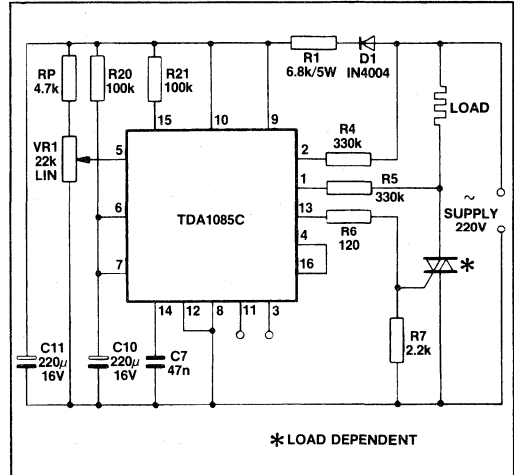 R1
6.8k/5W
D1
IN4004
RP
4.7k
R20
100k
R21
100k
LOAD
15
10
9
R4
330k
2
VR1
22k
LIN
5
1
R5
330k
13
TDA1085C
R6
120
~
SUPPLY
220V
6
4
16
*
7
14
12
8
11
3
R7
2.2k
C11
220μ
16V
C10
220μ
16V
C7
47n
* LOAD DEPENDENT